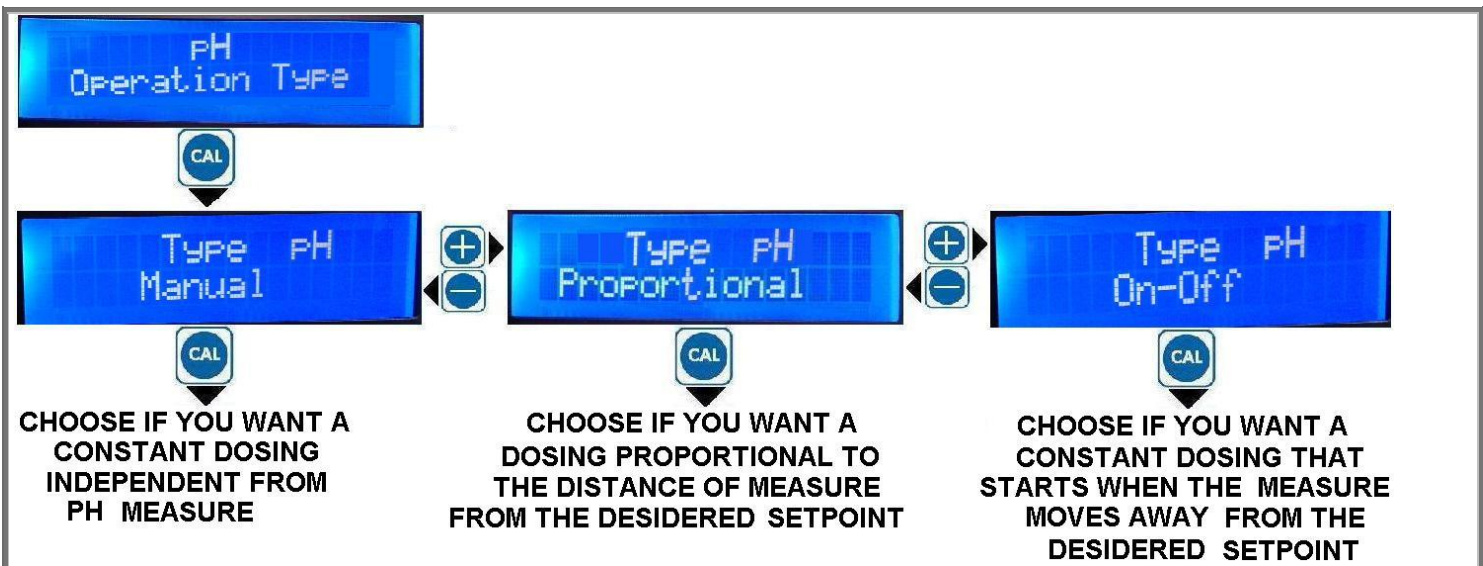 pH
Operation Type
CAL
Type pH
Manual
+
-
Type pH
Proportional
+
-
Type pH
On-Off
CAL
CAL
CAL
CHOOSE IF YOU WANT A
CONSTANT DOSING
INDEPENDENT FROM
PH MEASURE
CHOOSE IF YOU WANT A
DOSING PROPORTIONAL TO
THE DISTANCE OF MEASURE
FROM THE DESIDERED SETPOINT
CHOOSE IF YOU WANT A
CONSTANT DOSING THAT
STARTS WHEN THE MEASURE
MOVES AWAY FROM THE
DESIDERED SETPOINT